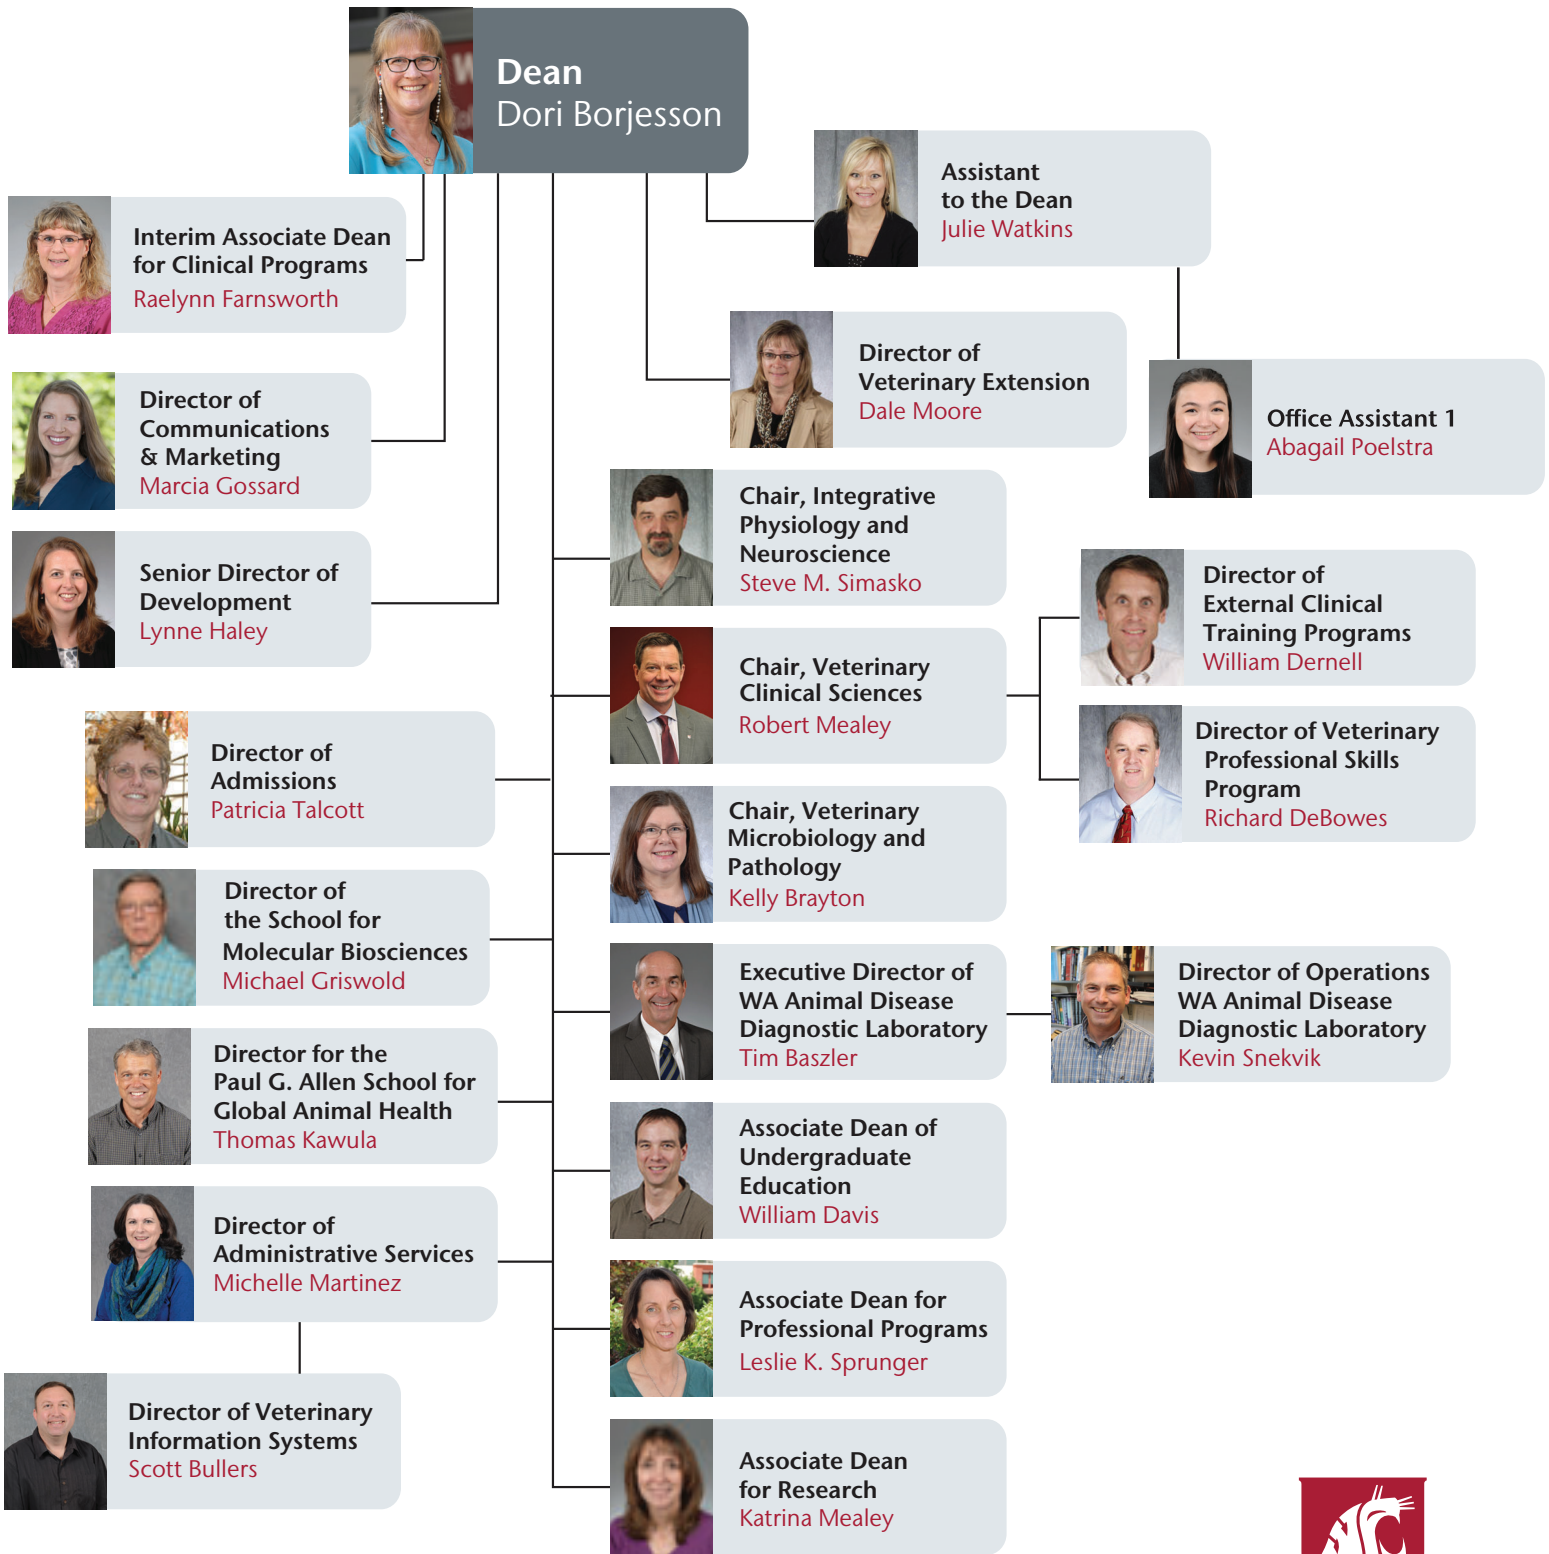 Dean
Dori Borjesson
Assistant
to the Dean
Julie Watkins
Interim Associate Dean
for Clinical Programs
Raelynn Farnsworth
Director of
Veterinary Extension
Dale Moore
Office Assistant 1
Abagail Poelstra
Director of
Communications
& Marketing
Marcia Gossard
Chair, Integrative
Physiology and
Neuroscience
Steve M. Simasko
Senior Director of
Development
Lynne Haley
Director of
External Clinical
Training Programs
William Dernell
Chair, Veterinary
Clinical Sciences
Robert Mealey
Director of Veterinary
Professional Skills
Program
Richard DeBowes
Director of
Admissions
Patricia Talcott
Chair, Veterinary
Microbiology and
Pathology
Kelly Brayton
Director of
the School for
Molecular Biosciences
Michael Griswold
Executive Director of
WA Animal Disease
Diagnostic Laboratory
Tim Baszler
Director of Operations
WA Animal Disease
Diagnostic Laboratory
Kevin Snekvik
Director for the
Paul G. Allen School for
Global Animal Health
Thomas Kawula
Associate Dean of
Undergraduate
Education
William Davis
Director of
Administrative Services
Michelle Martinez
Associate Dean for
Professional Programs
Leslie K. Sprunger
Director of Veterinary
Information Systems
Scott Bullers
Associate Dean
for Research
Katrina Mealey